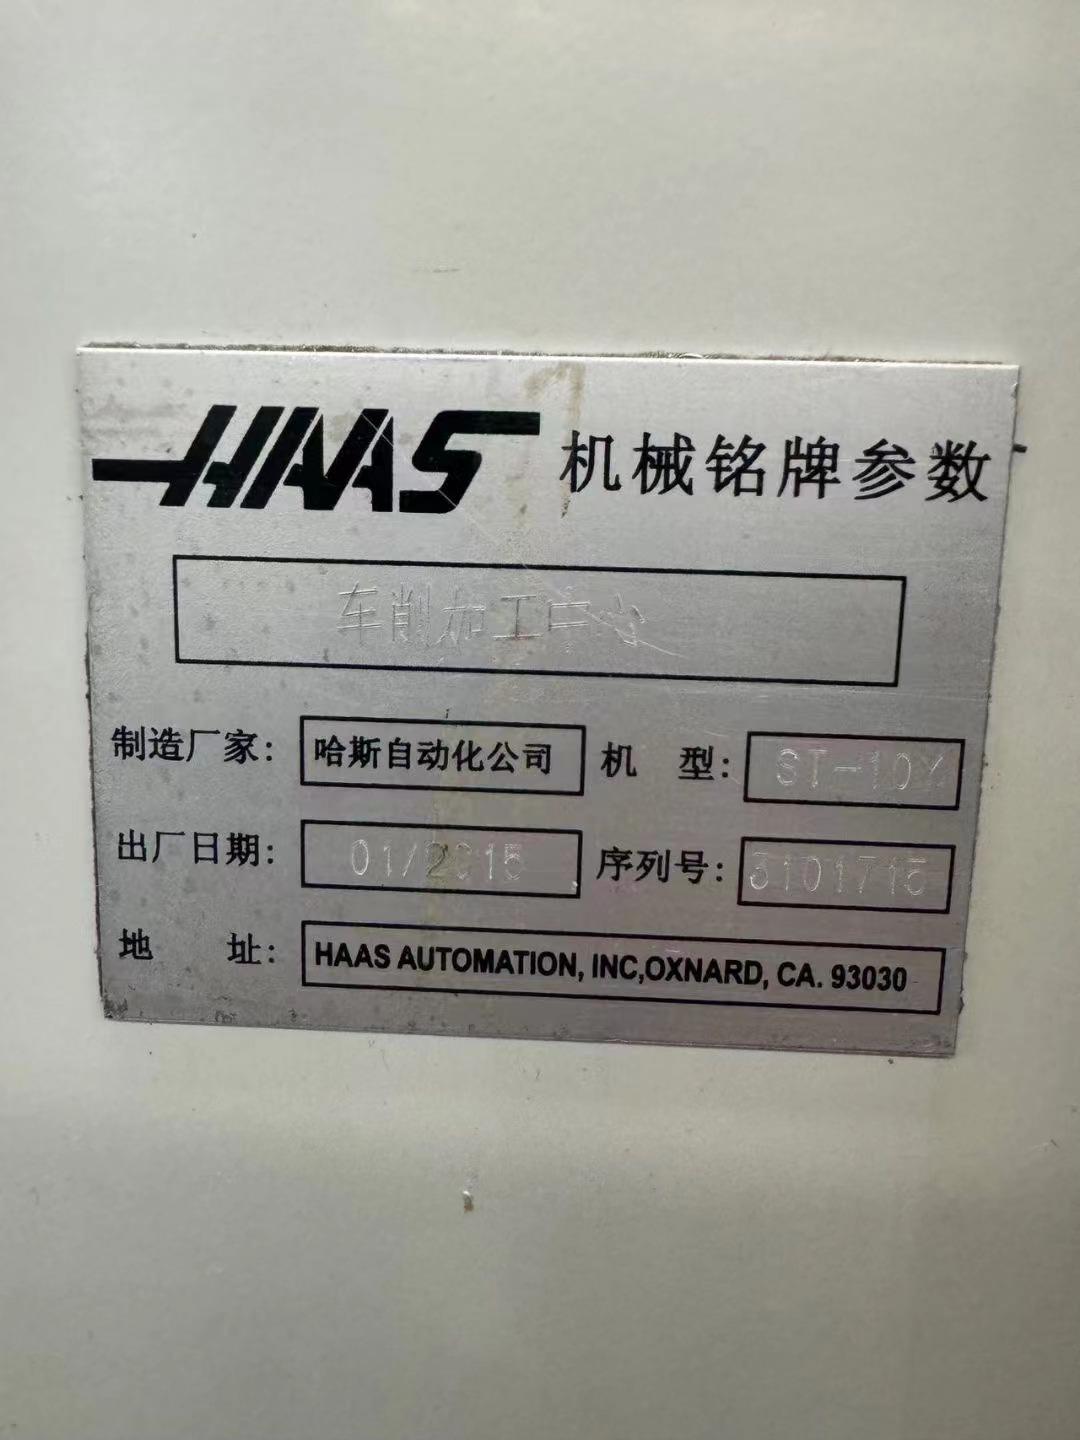 HAAS 机械铭牌参数
车削加工中心
制造厂家: 哈斯自动化公司 机 型: ST-10Y
出厂日期: 01/2015 序列号: 3101715
地 址: HAAS AUTOMATION, INC,OXNARD, CA. 93030